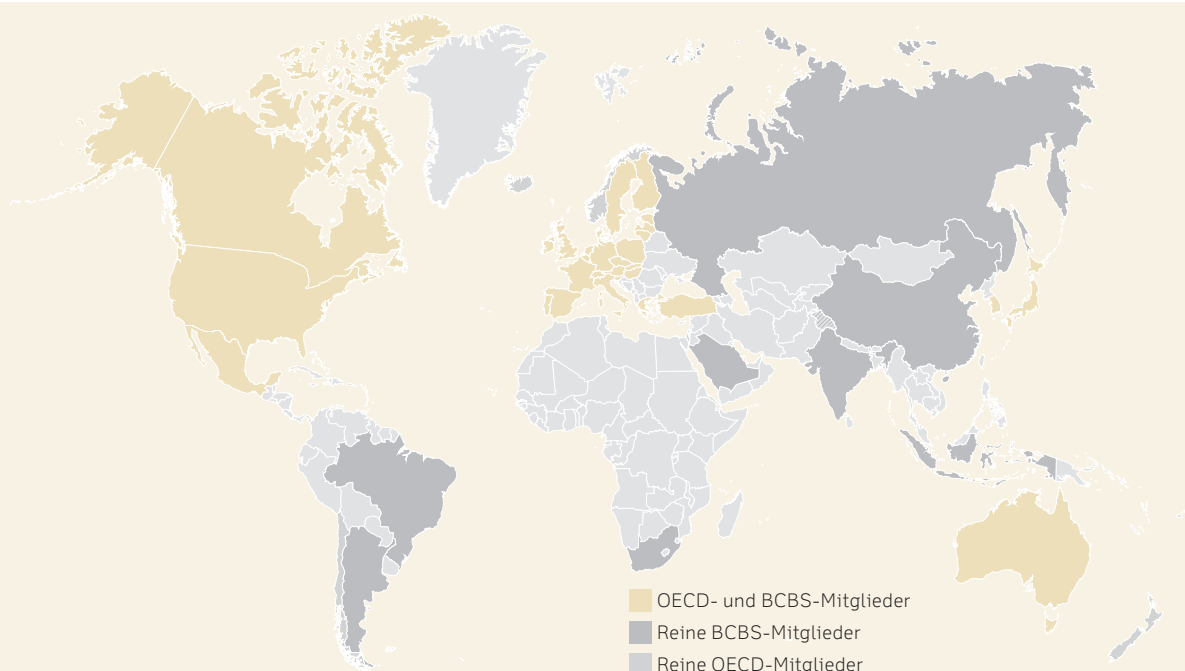 OECD- und BCBS-Mitglieder
Reine BCBS-Mitglieder
Reine OECD-Mitglieder